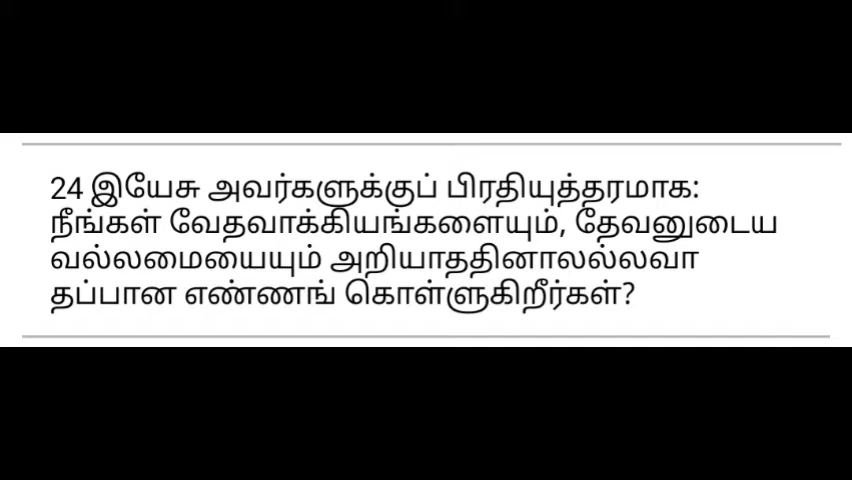 24 இயேசு அவர்களுக்குப் பிரதியுத்தரமாக:
நீங்கள் வேதவாக்கியங்களையும், தேவனுடைய
வல்லமையையும் அறியாததினாலல்லவா
தப்பான எண்ணங் கொள்ளுகிறீர்கள்?